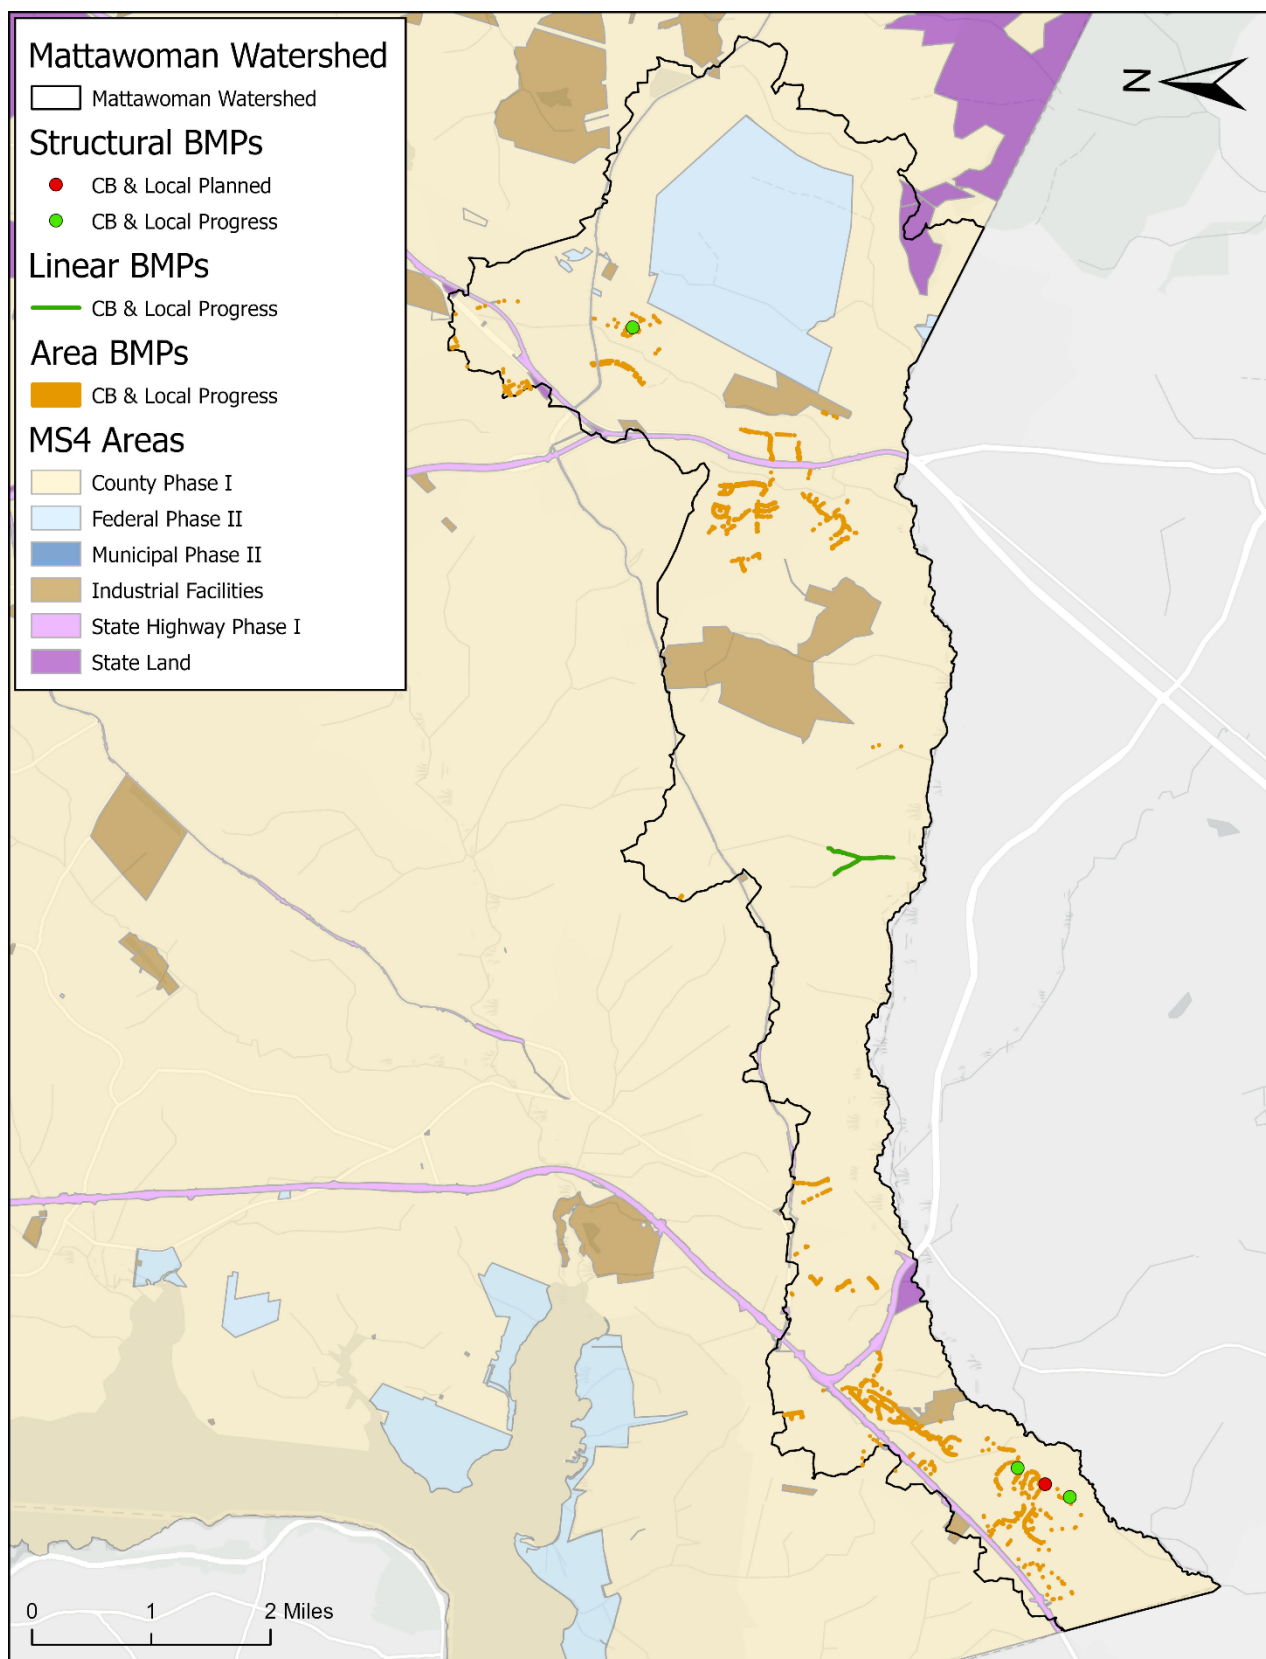 Mattawoman Watershed
Mattawoman Watershed
Structural BMPs
CB & Local Planned
CB & Local Progress
Linear BMPs
CB & Local Progress
Area BMPs
CB & Local Progress
MS4 Areas
County Phase I
Federal Phase II
Municipal Phase II
Industrial Facilities
State Highway Phase I
State Land
N
0 1 2 Miles